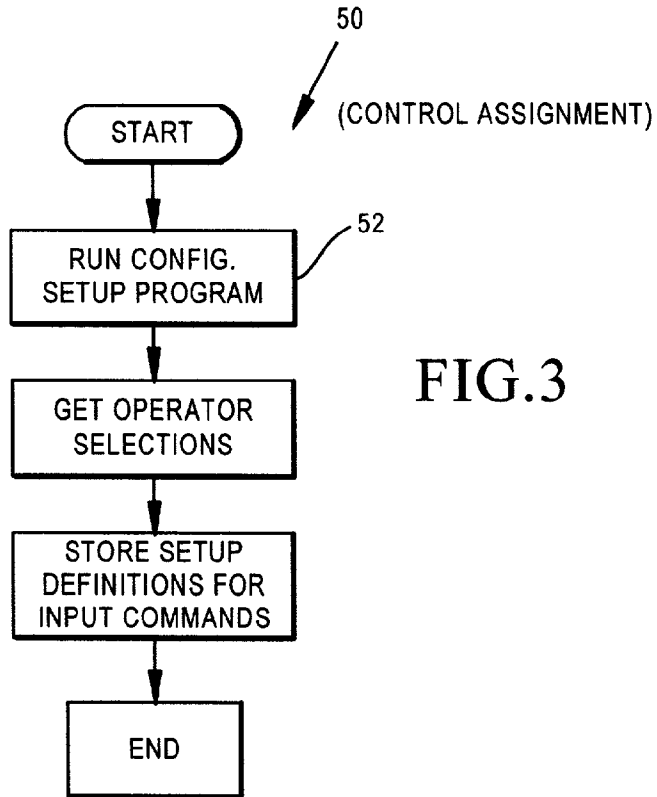 50
(CONTROL ASSIGNMENT)
START
52
RUN CONFIG.
SETUP PROGRAM
FIG.3
GET OPERATOR
SELECTIONS
STORE SETUP
DEFINITIONS FOR
INPUT COMMANDS
END